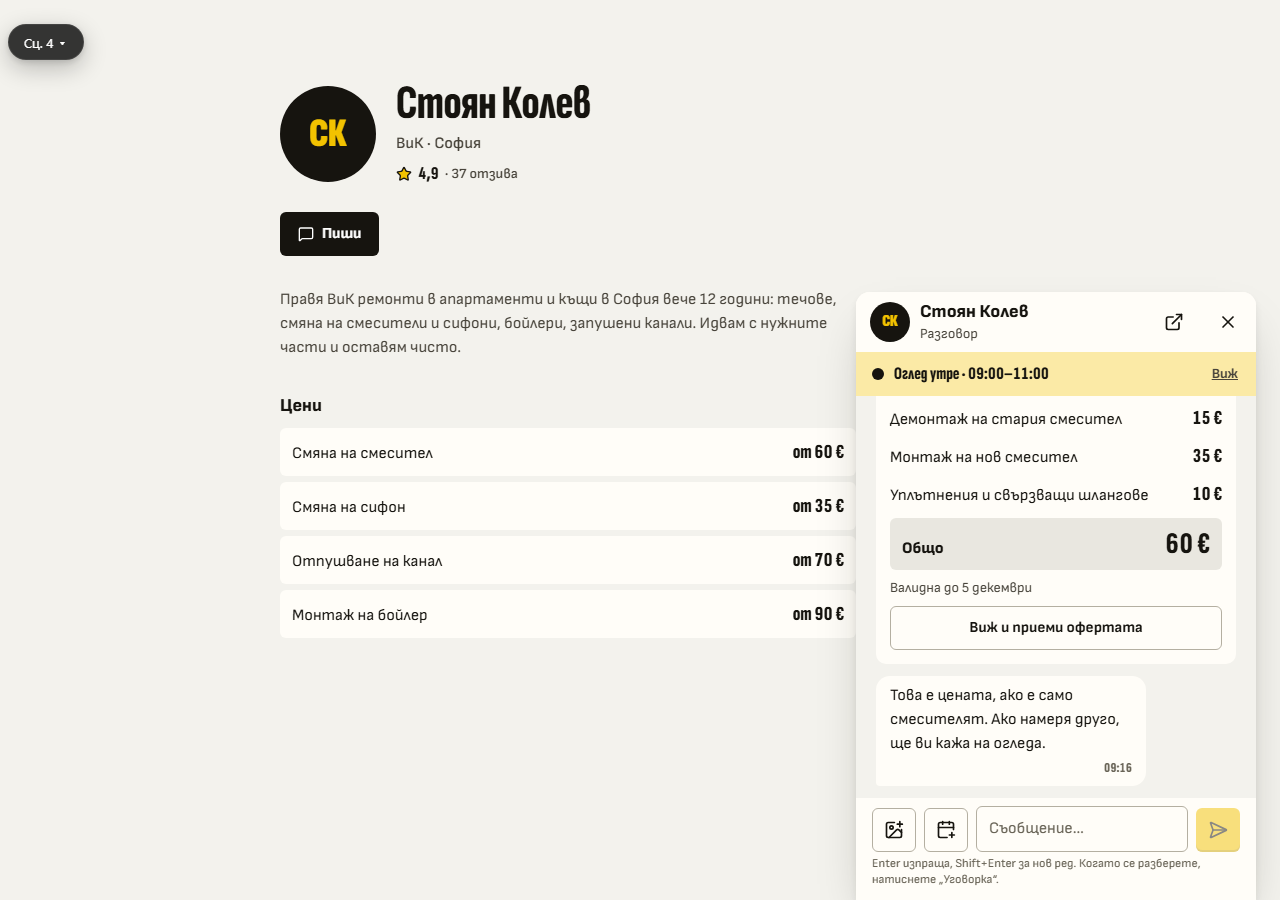 Сц. 4
СК
Стоян Колев
ВиК · София
4,9 · 37 отзива
Пиши
Правя ВиК ремонти в апартаменти и къщи в София вече 12 години: течове,
смяна на смесители и сифони, бойлери, запушени канали. Идвам с нужните
части и оставям чисто.
Цени
Смяна на смесител от 60 €
Смяна на сифон от 35 €
Отпушване на канал от 70 €
Монтаж на бойлер от 90 €
СК
Стоян Колев
Разговор
Оглед утре · 09:00–11:00 Виж
Демонтаж на стария смесител 15 €
Монтаж на нов смесител 35 €
Уплътнения и свързващи шлангове 10 €
Общо 60 €
Валидна до 5 декември
Виж и приеми офертата
Това е цената, ако е само
смесителят. Ако намеря друго,
ще ви кажа на огледа.
09:16
Съобщение…
Enter изпраща, Shift+Enter за нов ред. Когато се разберете,
натиснете „Уговорка“.